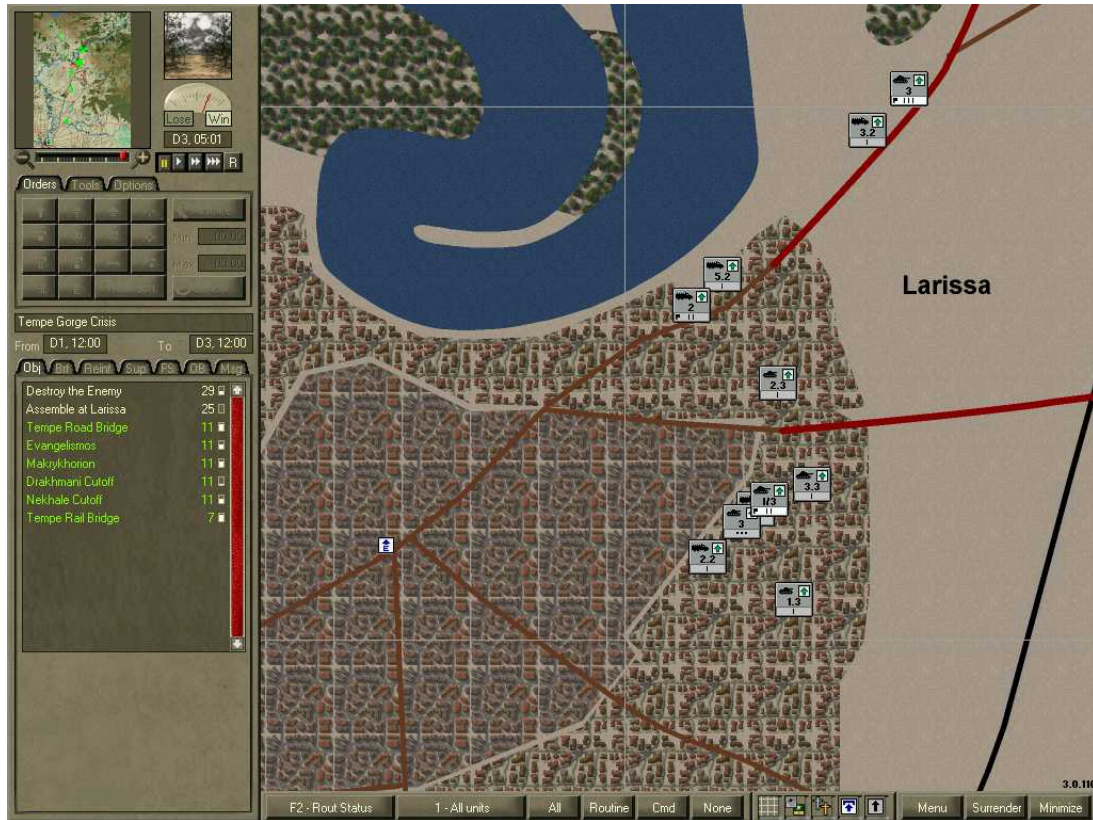 Lose Win
D3, 05:01
R
Orders Tools Options
Min
Max
Tempe Gorge Crisis
From D1, 12:00 To D3, 12:00
Obj Brf Reinf Sup FS OB Msg
Destroy the Enemy 29
Assemble at Larissa 25
Tempe Road Bridge 11
Evangelismos 11
Makrykhorion 11
Drakhmani Cutoff 11
Nekhale Cutoff 11
Tempe Rail Bridge 7
3
3.2
5.2
2
Larissa
2.3
3.3
I/3
3
2.2
1.3
E
3.0.110
F2 - Rout Status 1 - All units All Routine Cmd None Menu Surrender Minimize